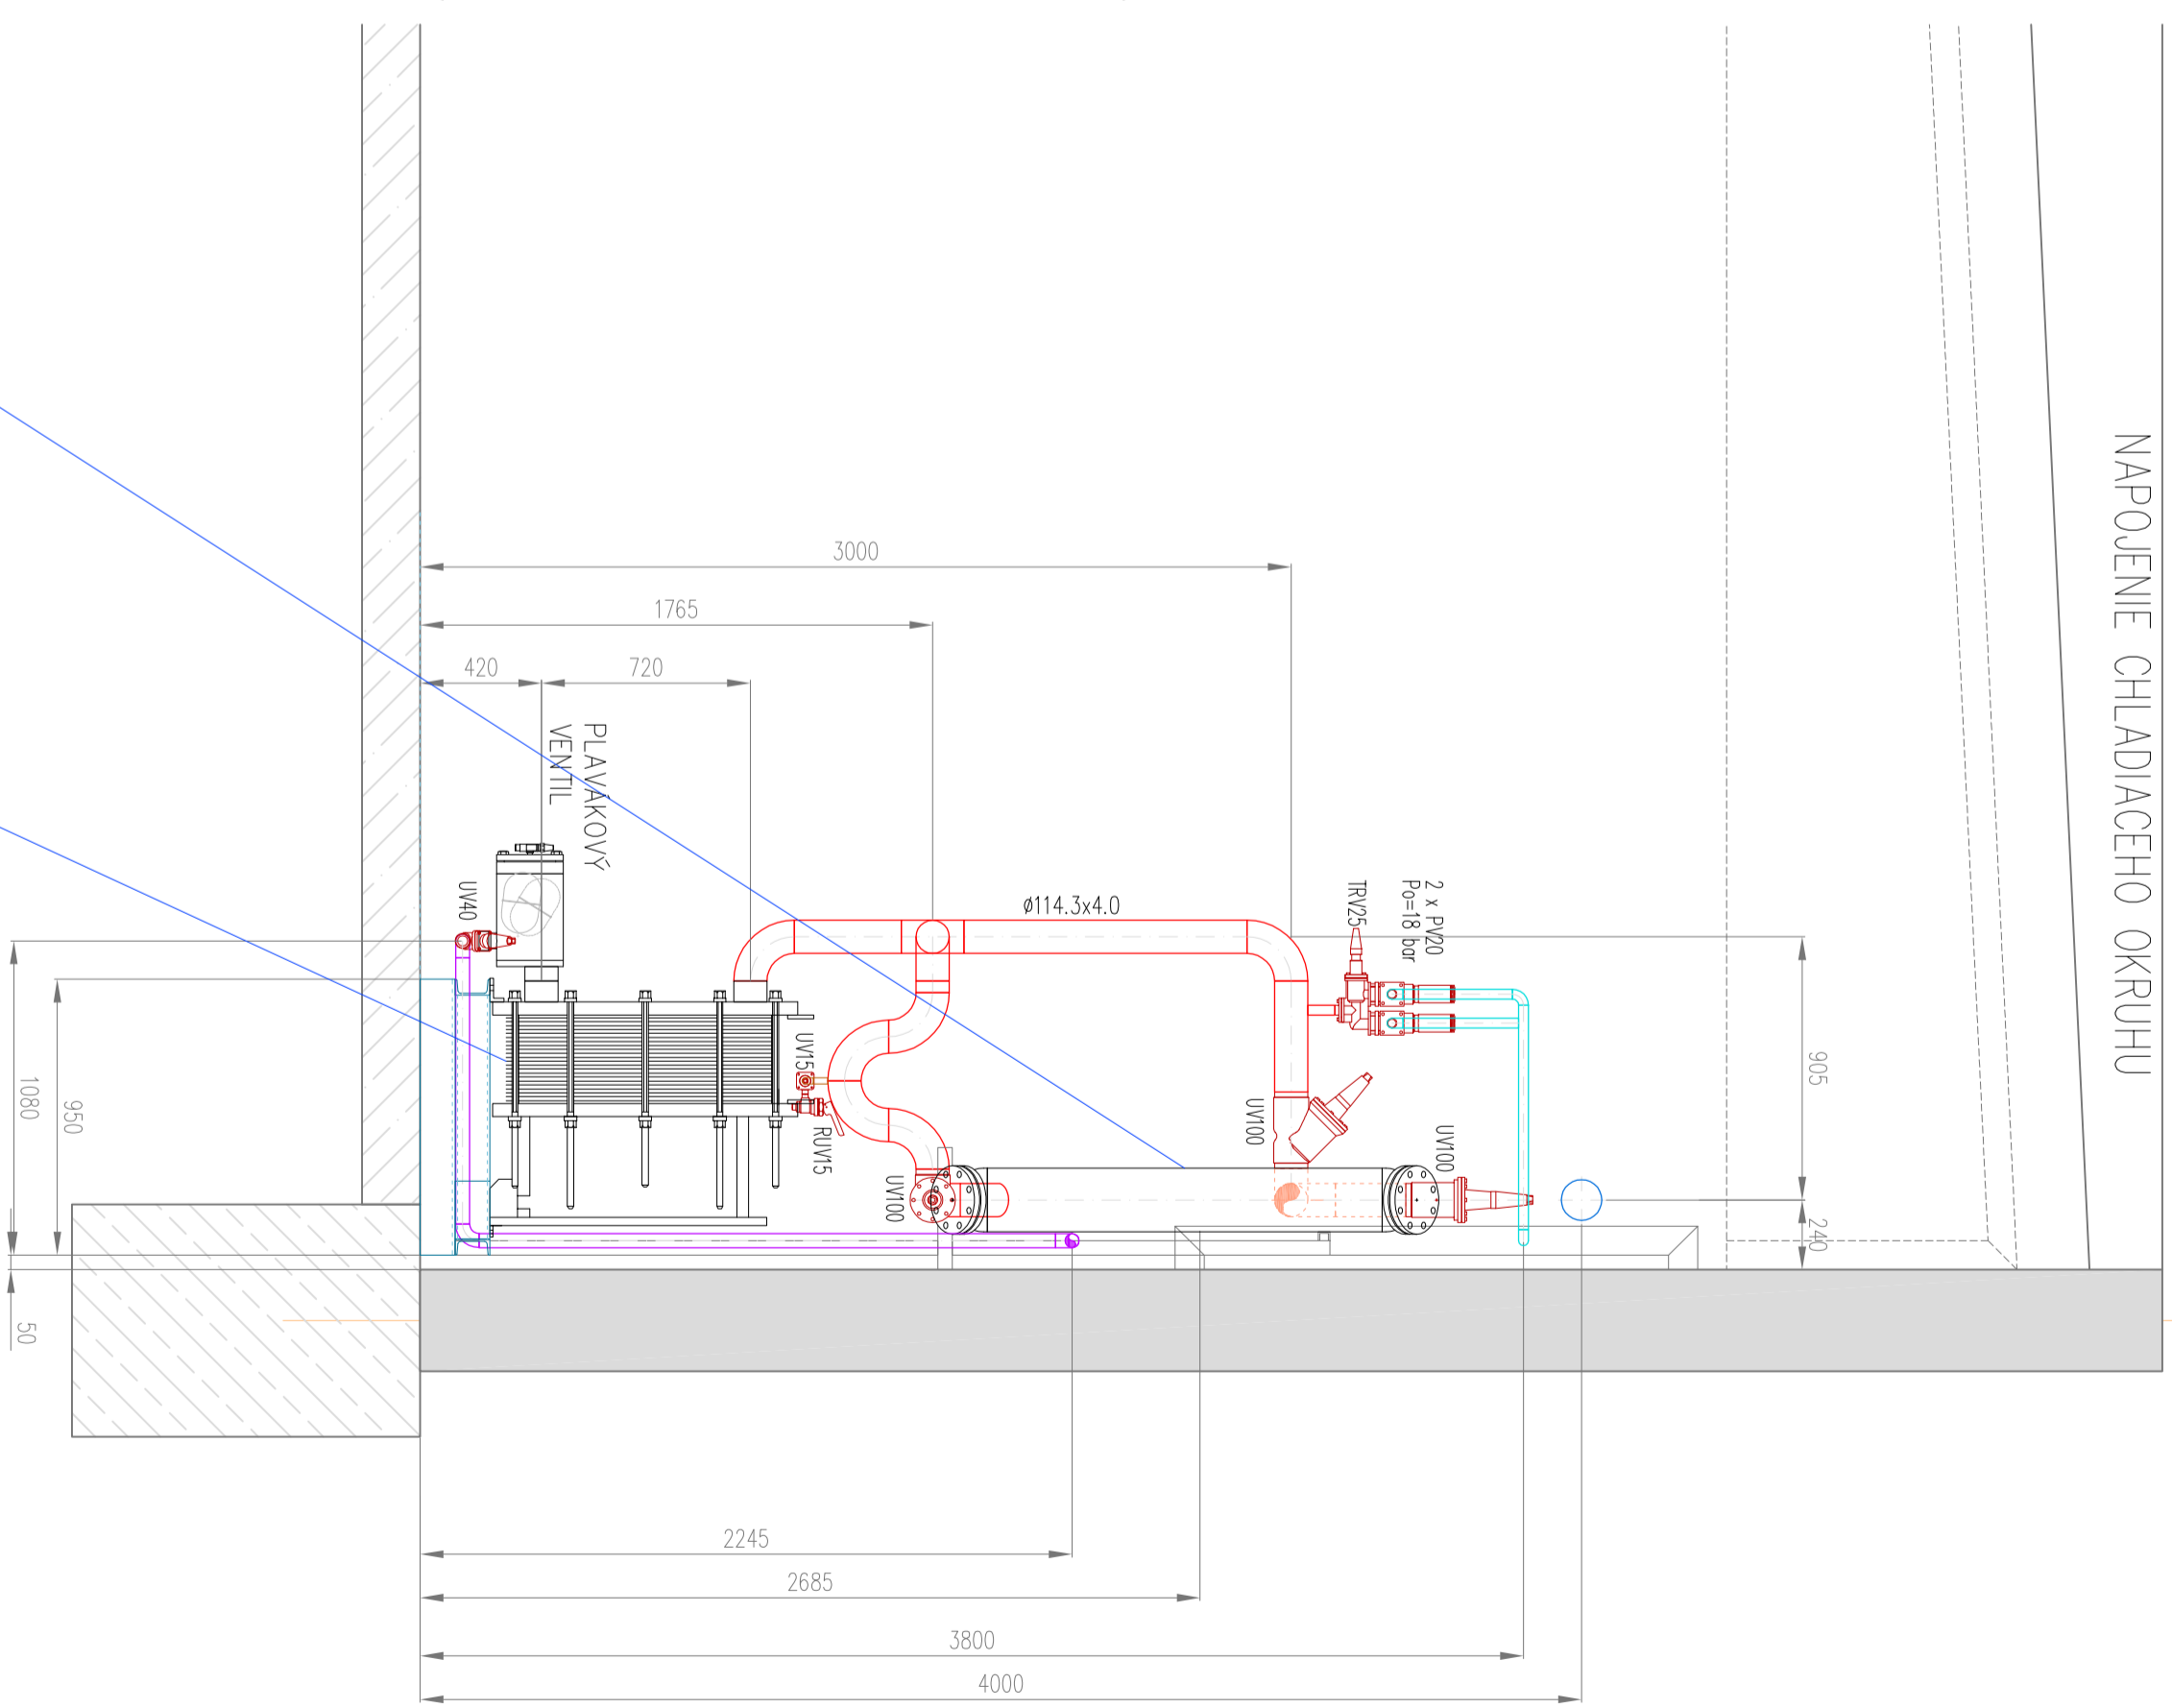 NAPOJENIE CHLADIACEHO OKRUHU
3000
1765
420
720
PLAVÁKOVÝ
VENTIL
UV40
ø114.3x4.0
2 x PV20
Po=18 bar
TRV25
905
240
UV15
RUV15
UV100
UV100
UV100
1080
950
50
2245
2685
3800
4000